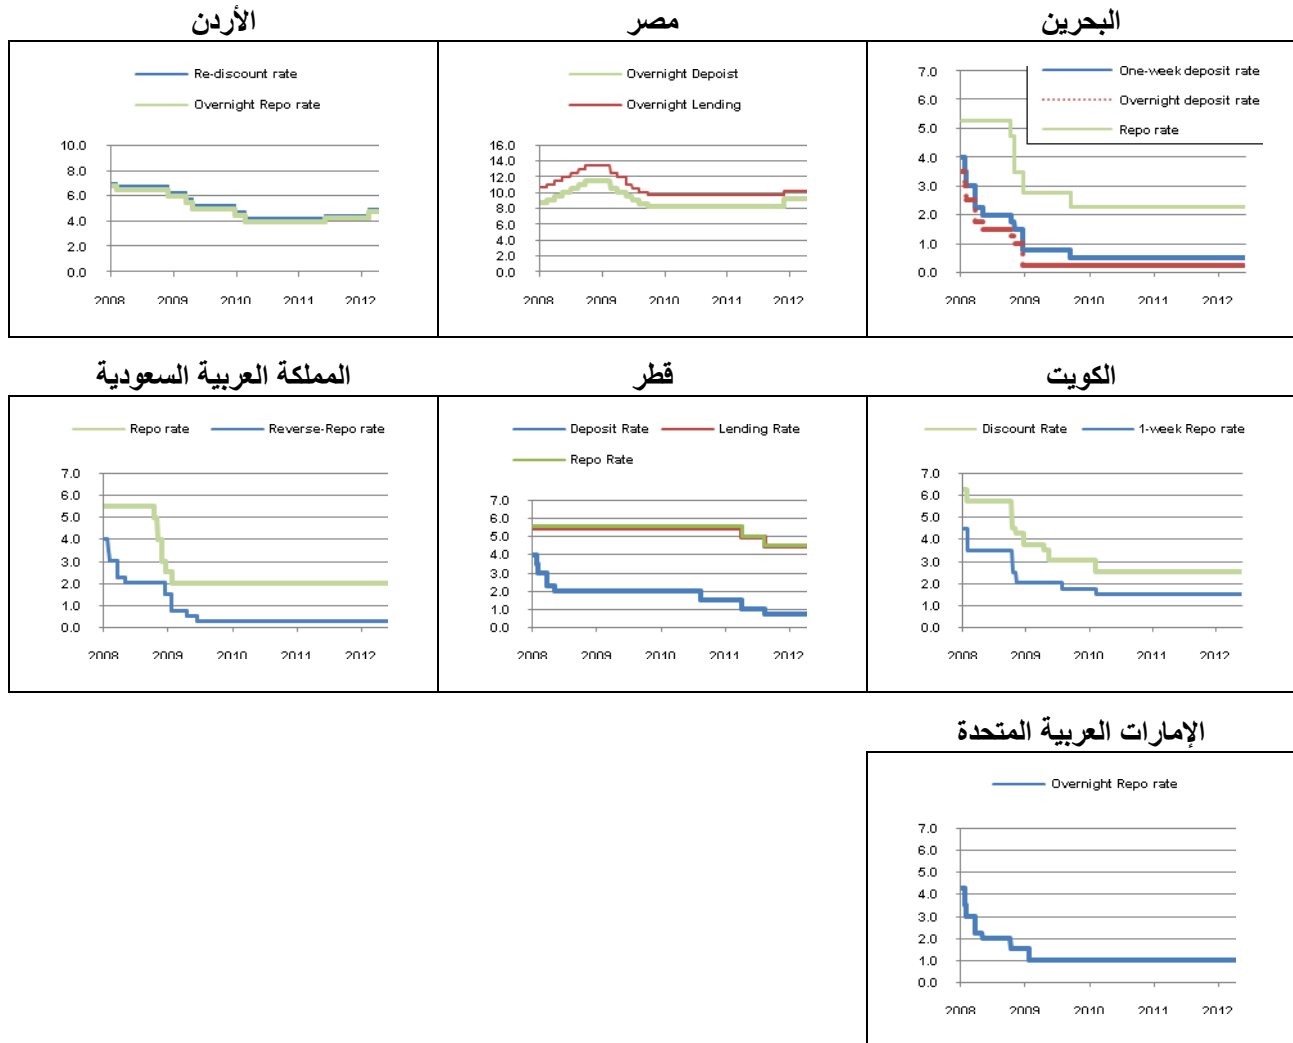 البحرين
One-week deposit rate
Overnight deposit rate
Repo rate
7.0
6.0
5.0
4.0
3.0
2.0
1.0
0.0
2008 2009 2010 2011 2012
مصر
Overnight Depoist
Overnight Lending
16.0
14.0
12.0
10.0
8.0
6.0
4.0
2.0
0.0
2008 2009 2010 2011 2012
الأردن
Re-discount rate
Overnight Repo rate
10.0
8.0
6.0
4.0
2.0
0.0
2008 2009 2010 2011 2012
الكويت
Discount Rate 1-week Repo rate
7.0
6.0
5.0
4.0
3.0
2.0
1.0
0.0
2008 2009 2010 2011 2012
قطر
Deposit Rate Lending Rate
Repo Rate
7.0
6.0
5.0
4.0
3.0
2.0
1.0
0.0
2008 2009 2010 2011 2012
المملكة العربية السعودية
Repo rate Reverse-Repo rate
7.0
6.0
5.0
4.0
3.0
2.0
1.0
0.0
2008 2009 2010 2011 2012
الإمارات العربية المتحدة
Overnight Repo rate
7.0
6.0
5.0
4.0
3.0
2.0
1.0
0.0
2008 2009 2010 2011 2012